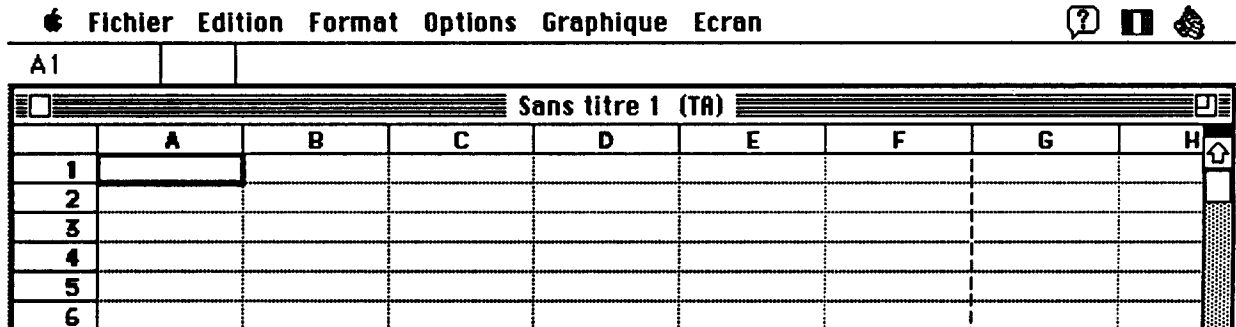 Fichier Edition Format Options Graphique Ecran ?
A1
Sans titre 1 (TA)
A B C D E F G H
1
2
3
4
5
6